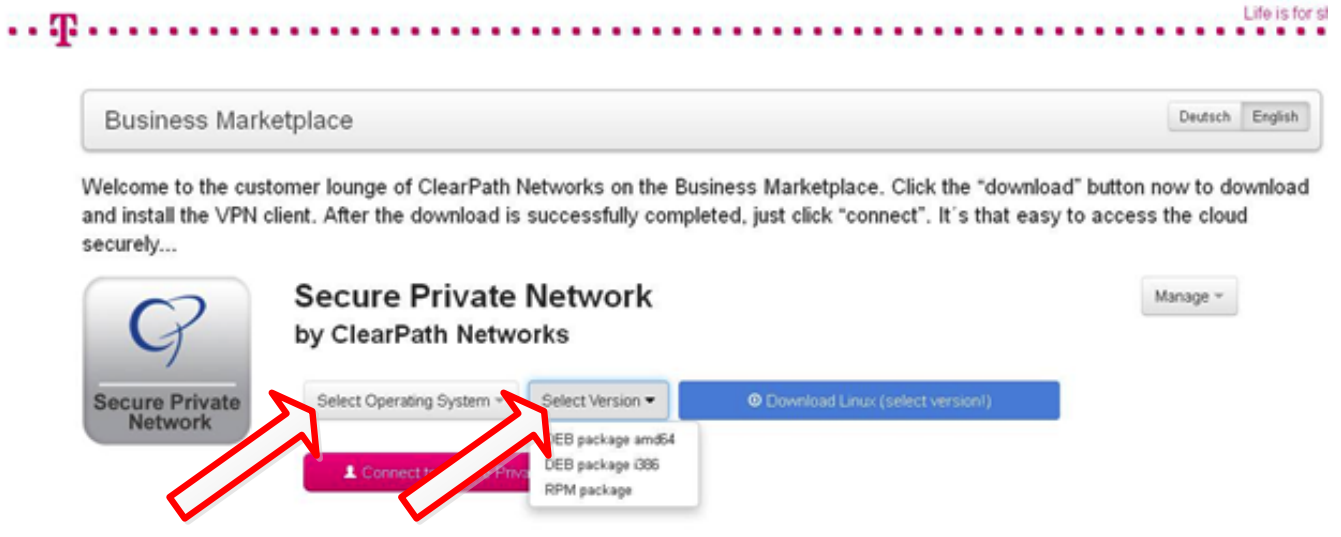 Life is for sh
T
Business Marketplace
Deutsch English
Welcome to the customer lounge of ClearPath Networks on the Business Marketplace. Click the “download” button now to download
and install the VPN client. After the download is successfully completed, just click “connect”. It´s that easy to access the cloud
securely...
Secure Private Network
by ClearPath Networks
Manage
Secure Private
Network
Select Operating System
Select Version
Download Linux (select version!)
DEB package amd64
DEB package i386
RPM package
Connect